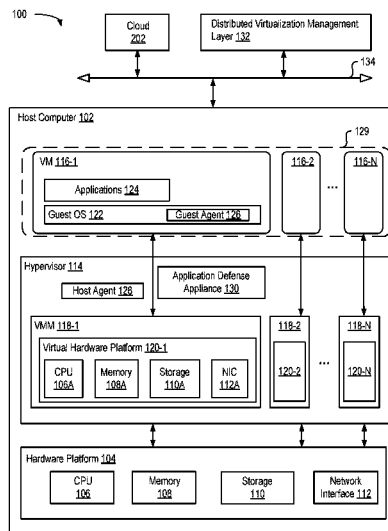 100
Cloud
202
Distributed Virtualization Management
Layer 132
134
Host Computer 102
129
VM 116-1
116-2
...
116-N
Applications 124
Guest OS 122
Guest Agent 126
Hypervisor 114
Host Agent 128
Application Defense
Appliance 130
VMM 118-1
118-2
118-N
Virtual Hardware Platform 120-1
CPU
106A
Memory
108A
Storage
110A
NIC
112A
120-2
...
120-N
Hardware Platform 104
CPU
106
Memory
108
Storage
110
Network
Interface 112